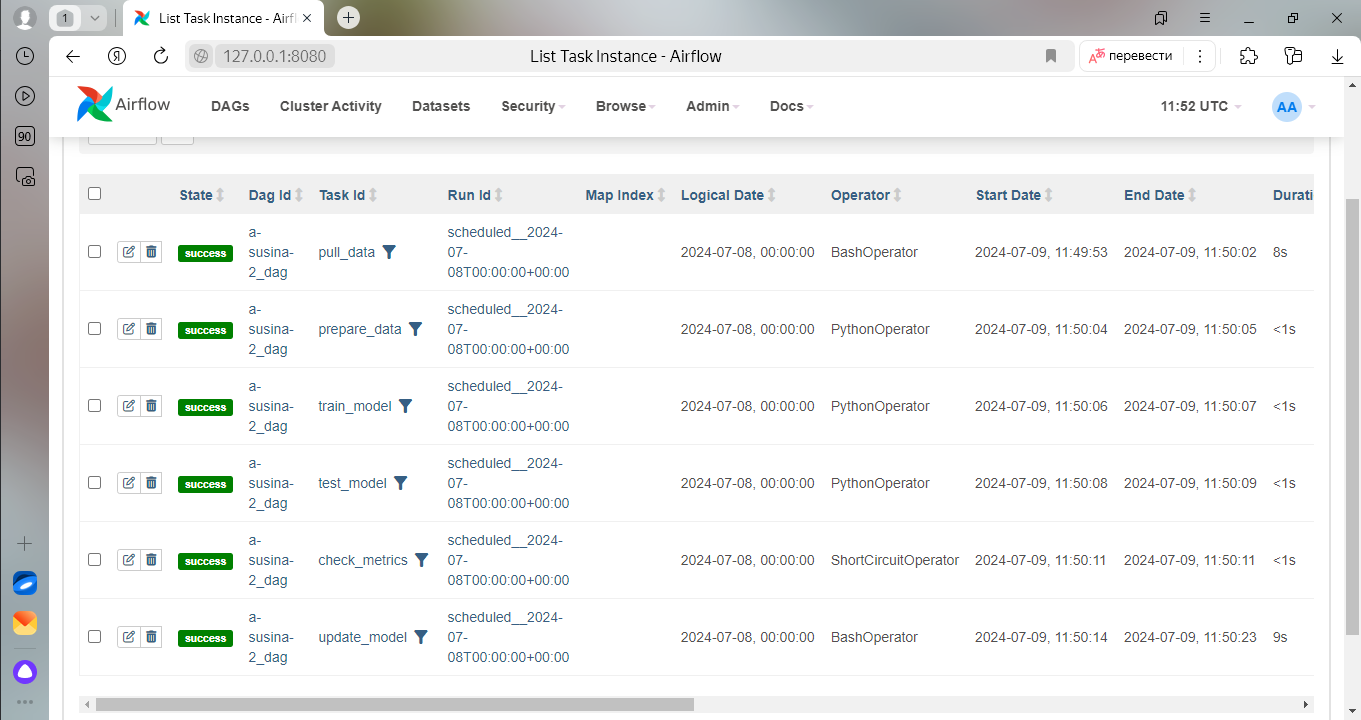 1
List Task Instance - Airfl
Я
127.0.0.1:8080
List Task Instance - Airflow
перевести
90
Airflow
DAGs
Cluster Activity
Datasets
Security
Browse
Admin
Docs
11:52 UTC
AA
State Dag Id Task Id Run Id Map Index Logical Date Operator Start Date End Date Durati
success
a-
susina-
2_dag
pull_data
scheduled__2024-
07-
08T00:00:00+00:00
2024-07-08, 00:00:00
BashOperator
2024-07-09, 11:49:53
2024-07-09, 11:50:02
8s
success
a-
susina-
2_dag
prepare_data
scheduled__2024-
07-
08T00:00:00+00:00
2024-07-08, 00:00:00
PythonOperator
2024-07-09, 11:50:04
2024-07-09, 11:50:05
<1s
success
a-
susina-
2_dag
train_model
scheduled__2024-
07-
08T00:00:00+00:00
2024-07-08, 00:00:00
PythonOperator
2024-07-09, 11:50:06
2024-07-09, 11:50:07
<1s
success
a-
susina-
2_dag
test_model
scheduled__2024-
07-
08T00:00:00+00:00
2024-07-08, 00:00:00
PythonOperator
2024-07-09, 11:50:08
2024-07-09, 11:50:09
<1s
success
a-
susina-
2_dag
check_metrics
scheduled__2024-
07-
08T00:00:00+00:00
2024-07-08, 00:00:00
ShortCircuitOperator
2024-07-09, 11:50:11
2024-07-09, 11:50:11
<1s
success
a-
susina-
2_dag
update_model
scheduled__2024-
07-
08T00:00:00+00:00
2024-07-08, 00:00:00
BashOperator
2024-07-09, 11:50:14
2024-07-09, 11:50:23
9s